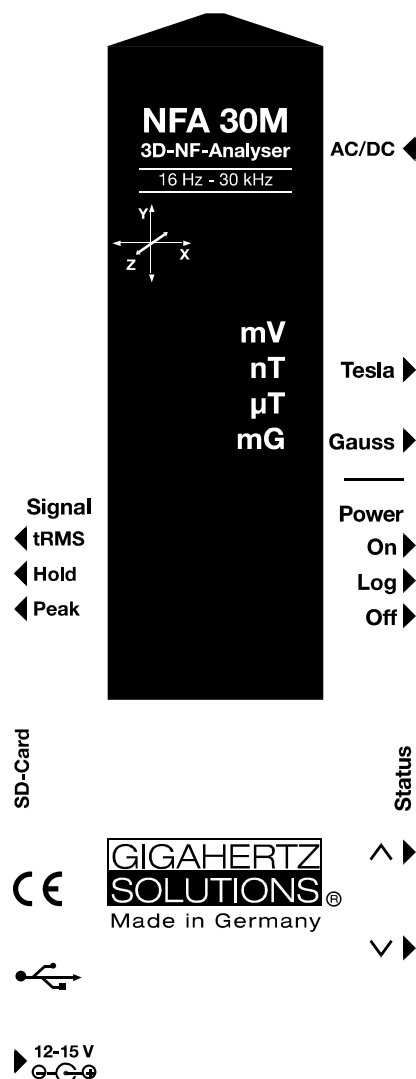 NFA 30M
3D-NF-Analyser
16 Hz - 30 kHz
AC/DC
Y
X
Z
mV
nT
µT
mG
Tesla
Gauss
Signal
tRMS
Hold
Peak
Power
On
Log
Off
SD-Card
Status
CE
GIGAHERTZ
SOLUTIONS ®
Made in Germany
12-15 V